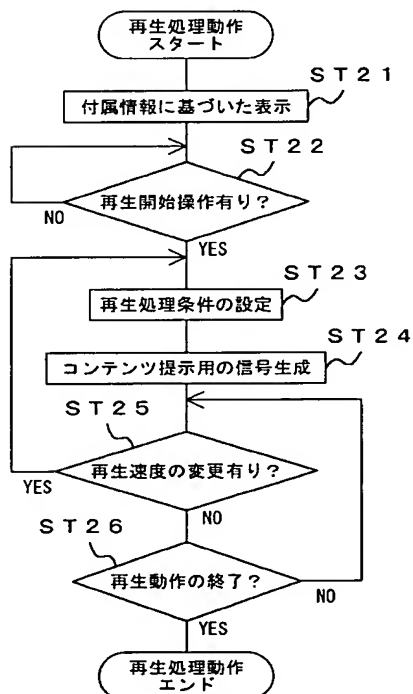 再生処理動作
スタート
ST21
付属情報に基づいた表示
ST22
再生開始操作有り?
NO
YES
ST23
再生処理条件の設定
ST24
コンテンツ提示用の信号生成
ST25
再生速度の変更有り?
YES
NO
ST26
再生動作の終了?
NO
YES
再生処理動作
エンド